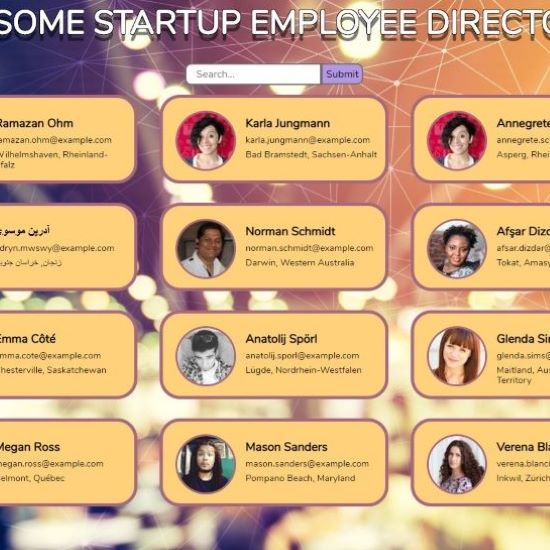 SOME STARTUP EMPLOYEE DIRECTO
Search...
Submit
Ramazan Ohm
amazan.ohm@example.com
Wilhelmshaven, Rheinland-
falz
Karla Jungmann
karla.jungmann@example.com
Bad Bramstedt, Sachsen-Anhalt
Annegrete
annegrete.sc
Asperg, Rhei
آدرین موسوی
dryn.mwswy@example.com
زنجان, خراسان جنوبی
Norman Schmidt
norman.schmidt@example.com
Darwin, Western Australia
Afşar Dizd
afsar.dizdar@
Tokat, Amasy
Emma Côté
mma.cote@example.com
hesterville, Saskatchewan
Anatolij Spörl
anatolij.sporl@example.com
Lügde, Nordrhein-Westfalen
Glenda Sim
glenda.sims@
Maitland, Aus
Territory
Megan Ross
megan.ross@example.com
elmont, Québec
Mason Sanders
mason.sanders@example.com
Pompano Beach, Maryland
Verena Bla
verena.blanc
Inkwil, Zürich